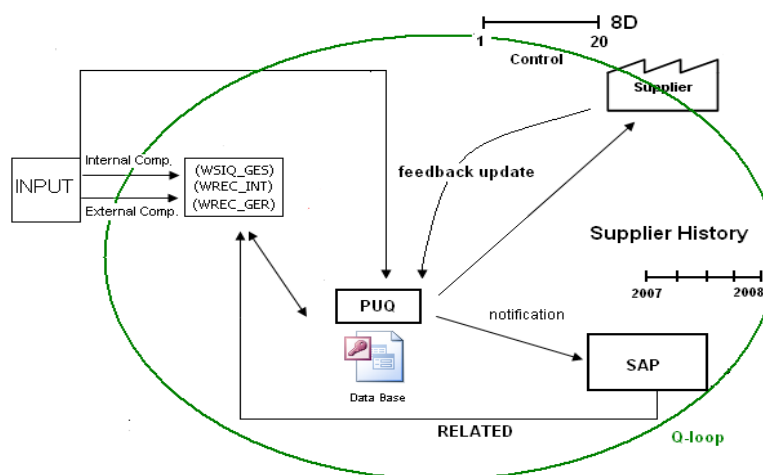 8D
1 20
Control
Supplier
Internal Comp.
INPUT
External Comp.
(WSIQ_GES)
(WREC_INT)
(WREC_GER)
feedback update
Supplier History
2007 2008
PUQ
notification
SAP
Data Base
RELATED
Q-loop